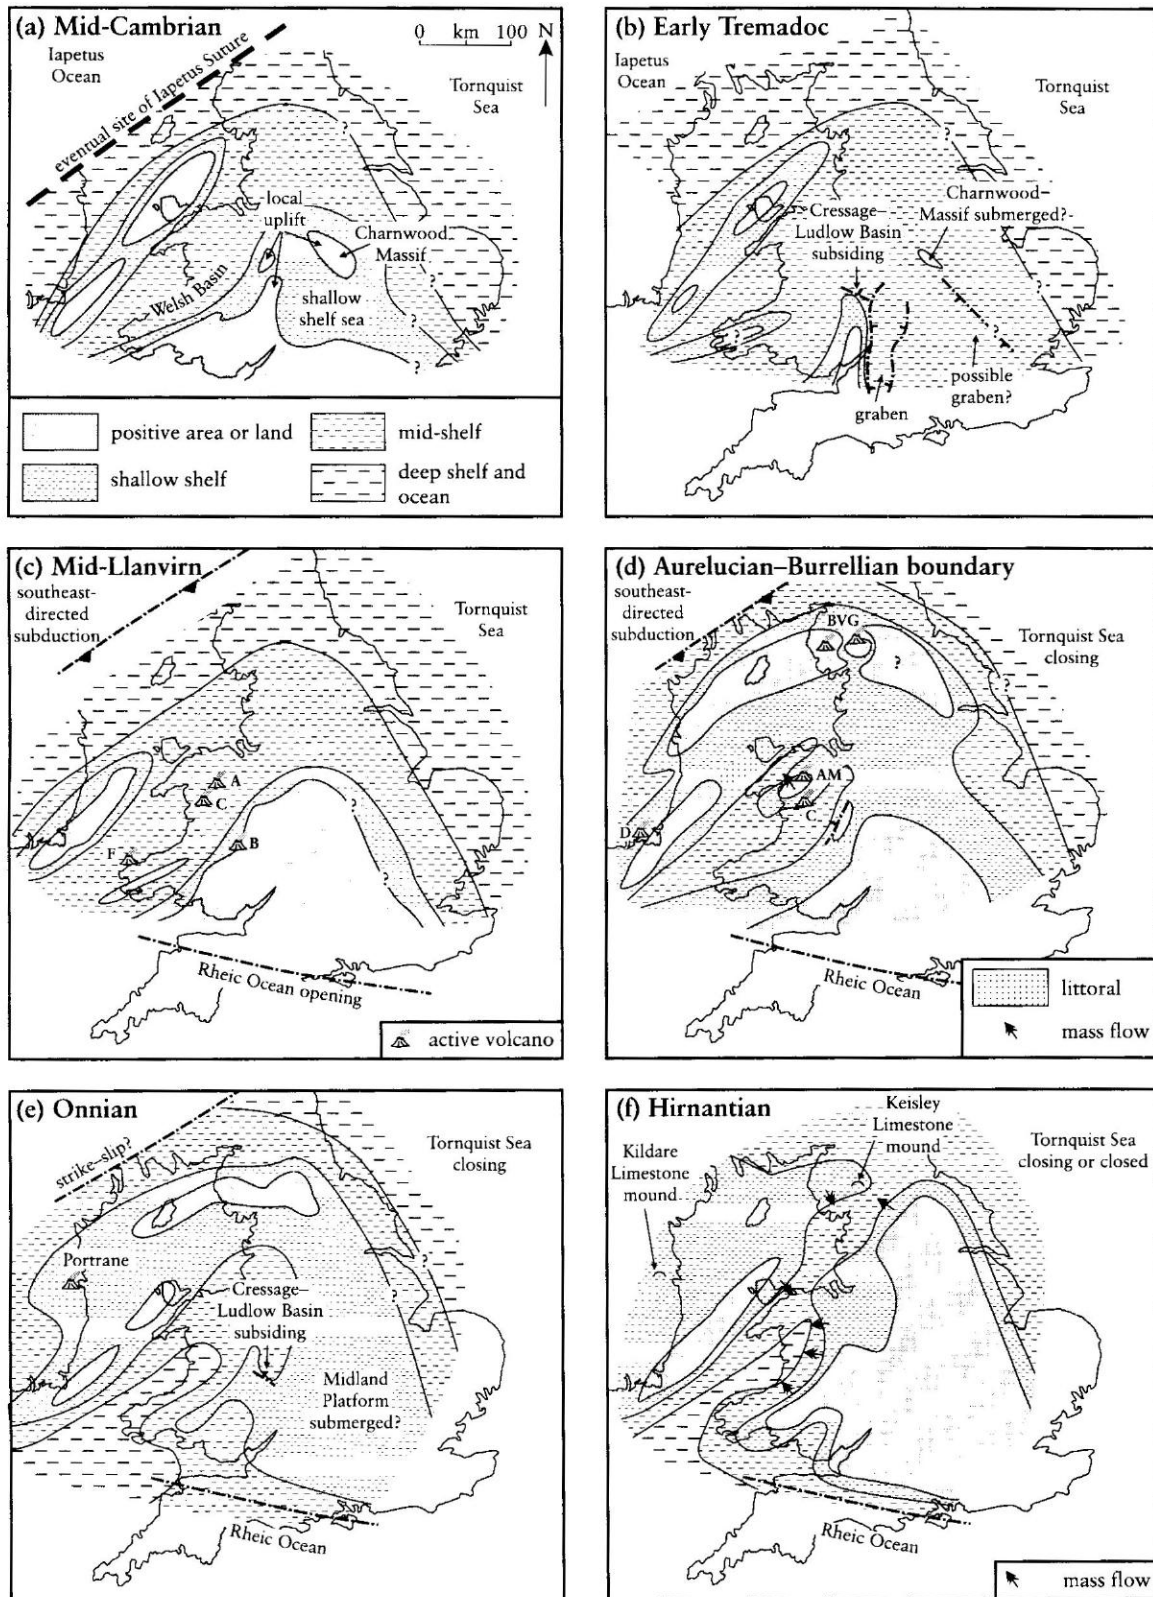 (a) Mid-Cambrian
0 km 100 N
Iapetus
Ocean
eventual site of Iapetus Suture
Tornquist
Sea
?
local
uplift
Charnwood
Massif
Welsh Basin
shallow
shelf sea
?
?
?
positive area or land
mid-shelf
shallow shelf
deep shelf and
ocean
(b) Early Tremadoc
Iapetus
Ocean
Tornquist
Sea
?
Charnwood–
Massif submerged?
Cressage–
Ludlow Basin
subsiding
?
?
possible
graben?
graben
(c) Mid-Llanvirn
southeast-
directed
subduction
Tornquist
Sea
A
C
?
F
B
?
Rheic Ocean opening
active volcano
(d) Aurelucian–Burrellian boundary
southeast-
directed
subduction
BVG
?
Tornquist Sea
closing
?
AM
C
D
Rheic Ocean
littoral
mass flow
(e) Onnian
strike-slip?
Tornquist Sea
closing
?
Portrane
?
Cressage–
Ludlow Basin
subsiding
Midland
Platform
submerged?
Rheic Ocean
(f) Hirnantian
Keisley
Limestone
mound
Kildare
Limestone
mound
Tornquist Sea
closing or closed
Rheic Ocean
mass flow